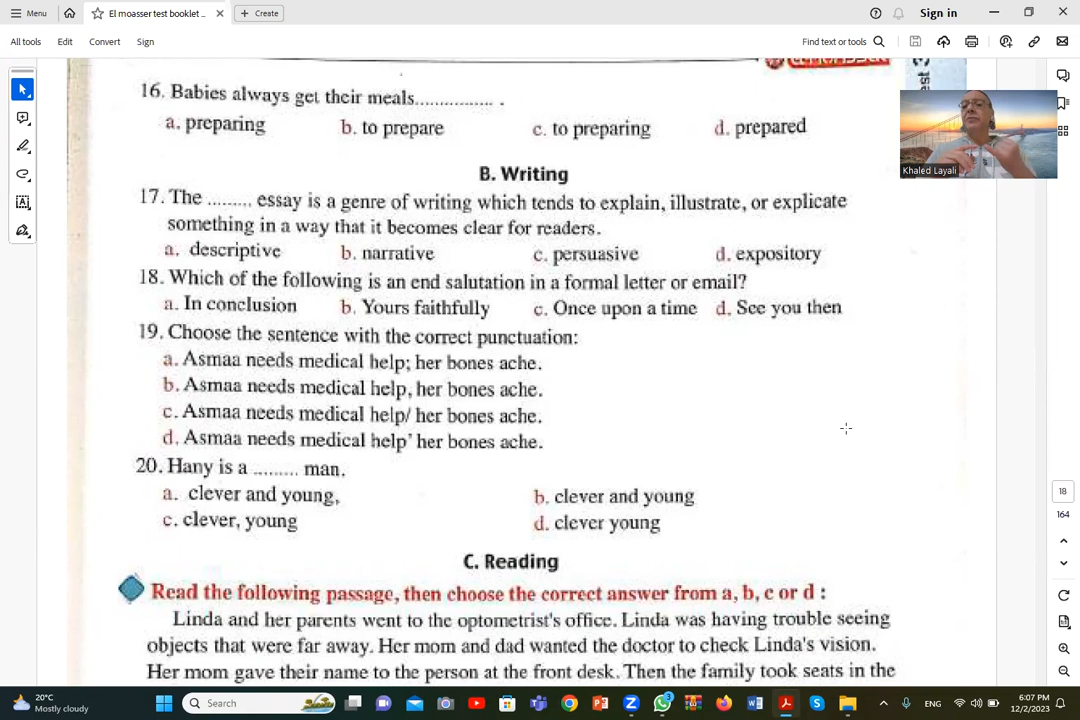 Menu
El moasser test booklet ...
Create
Sign in
All tools
Edit
Convert
Sign
Find text or tools
16. Babies always get their meals................ .
a. preparing b. to prepare c. to preparing d. prepared
Khaled Layali
B. Writing
17. The ......... essay is a genre of writing which tends to explain, illustrate, or explicate
something in a way that it becomes clear for readers.
a. descriptive b. narrative c. persuasive d. expository
18. Which of the following is an end salutation in a formal letter or email?
a. In conclusion b. Yours faithfully c. Once upon a time d. See you then
19. Choose the sentence with the correct punctuation:
a. Asmaa needs medical help; her bones ache.
b. Asmaa needs medical help, her bones ache.
c. Asmaa needs medical help/ her bones ache.
d. Asmaa needs medical help' her bones ache.
20. Hany is a ......... man.
a. clever and young, b. clever and young
c. clever, young d. clever young
18
164
C. Reading
Read the following passage, then choose the correct answer from a, b, c or d :
Linda and her parents went to the optometrist's office. Linda was having trouble seeing
objects that were far away. Her mom and dad wanted the doctor to check Linda's vision.
Her mom gave their name to the person at the front desk. Then the family took seats in the
20°C
Mostly cloudy
Search
3
ENG
6:07 PM
12/2/2023